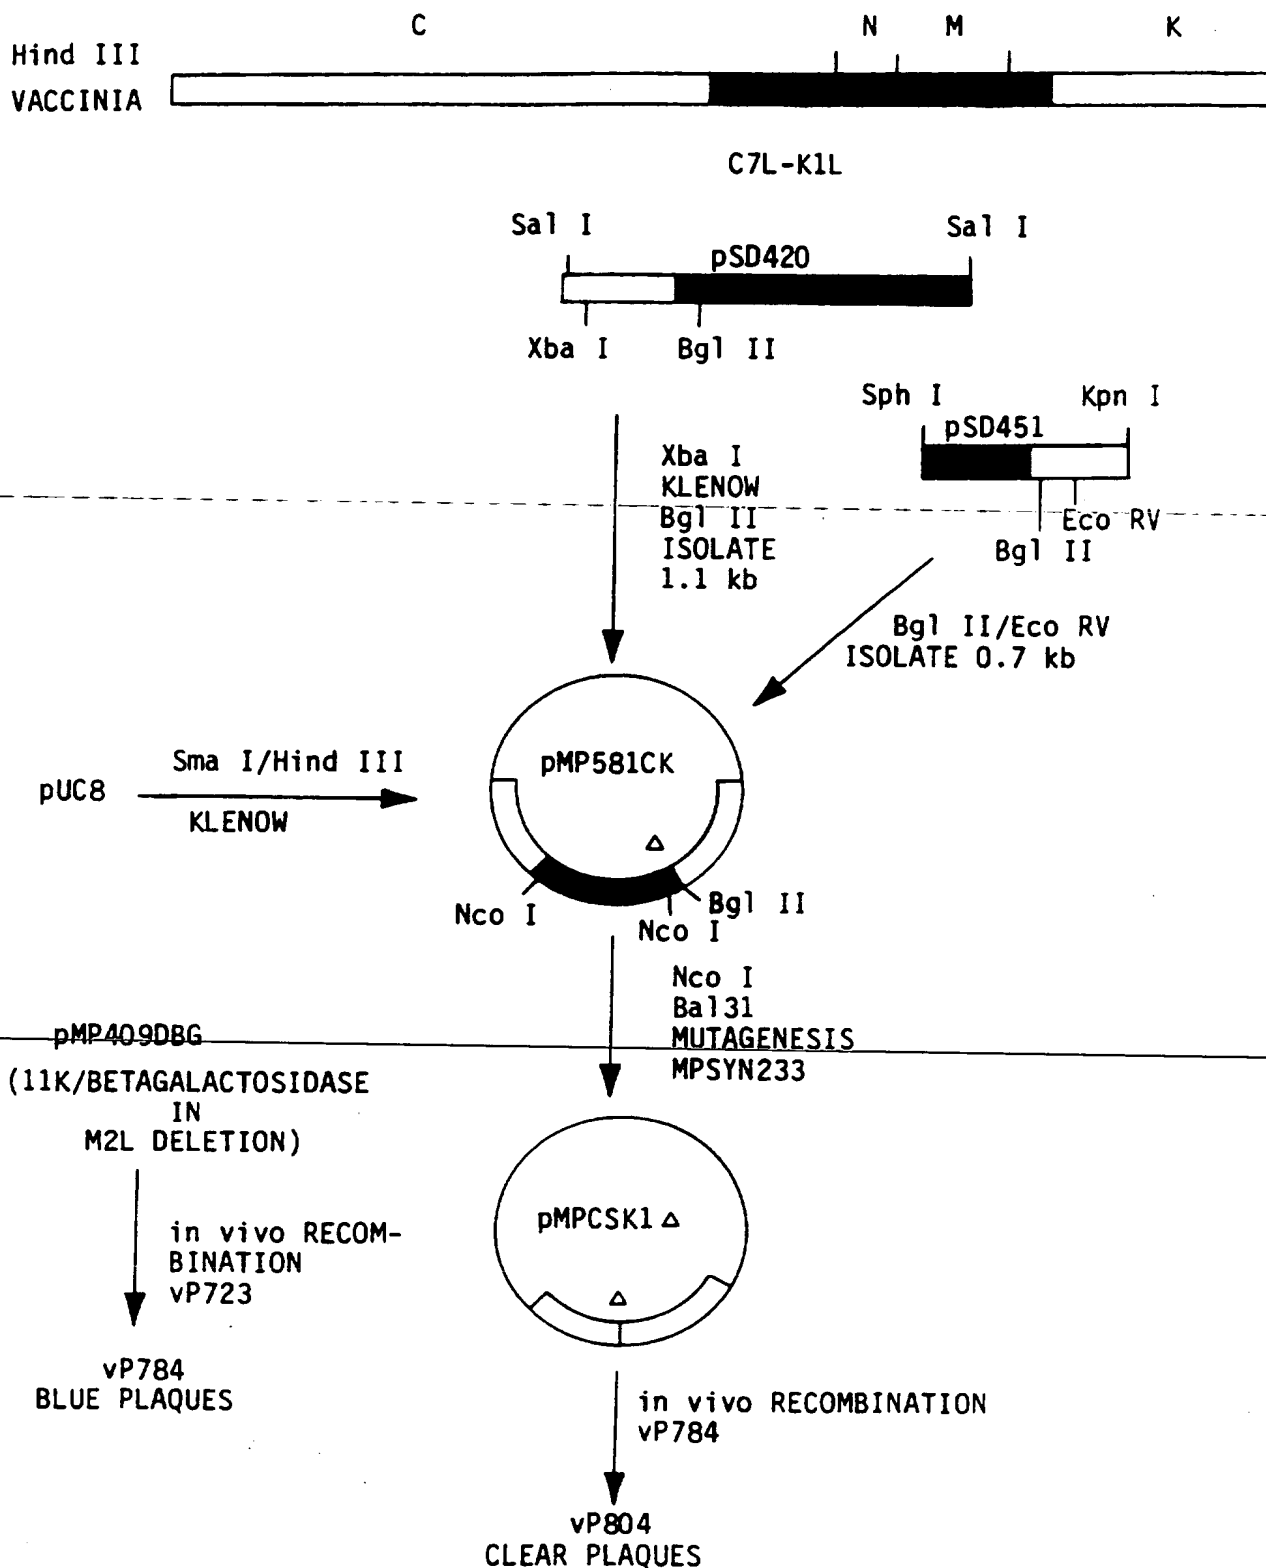 C N M K
Hind III
VACCINIA
C7L-K1L
Sal I Sal I
pSD420
Xba I Bgl II
Sph I Kpn I
pSD451
Eco RV
Bgl II
Xba I
KLENOW
Bgl II
ISOLATE
1.1 kb
Bgl II/Eco RV
ISOLATE 0.7 kb
pUC8
Sma I/Hind III
KLENOW
pMP581CK
Δ
Nco I
Nco I
Bgl II
Nco I
Bal31
MUTAGENESIS
MPSYN233
pMP409DBG
(11K/BETAGALACTOSIDASE
IN
M2L DELETION)
in vivo RECOM-
BINATION
vP723
vP784
BLUE PLAQUES
pMPCSK1 Δ
Δ
in vivo RECOMBINATION
vP784
vP804
CLEAR PLAQUES